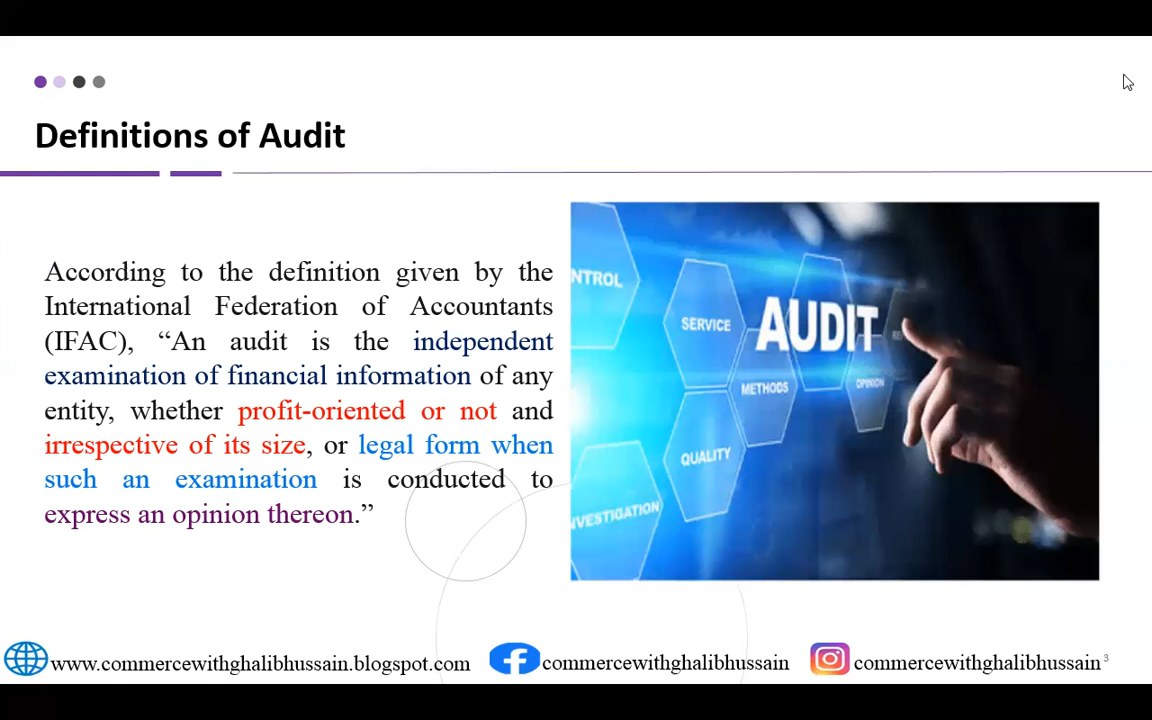 Definitions of Audit
According to the definition given by the
International Federation of Accountants
(IFAC), “An audit is the independent
examination of financial information of any
entity, whether profit-oriented or not and
irrespective of its size, or legal form when
such an examination is conducted to
express an opinion thereon.”
NTROL
SERVICE
AUDIT
METHODS
OPINION
QUALITY
NVESTIGATION
www.commercewithghalibhussain.blogspot.com
commercewithghalibhussain
commercewithghalibhussain
3